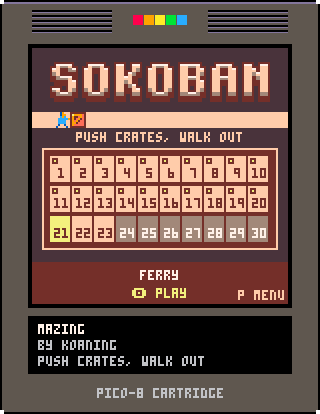 SOKOBAN
PUSH CRATES, WALK OUT
1 2 3 4 5 6 7 8 9 10
11 12 13 14 15 16 17 18 19 20
21 22 23 24 25 26 27 28 29 30
FERRY
PLAY
P MENU
MAZING
BY KOANING
PUSH CRATES, WALK OUT
PICO-8 CARTRIDGE